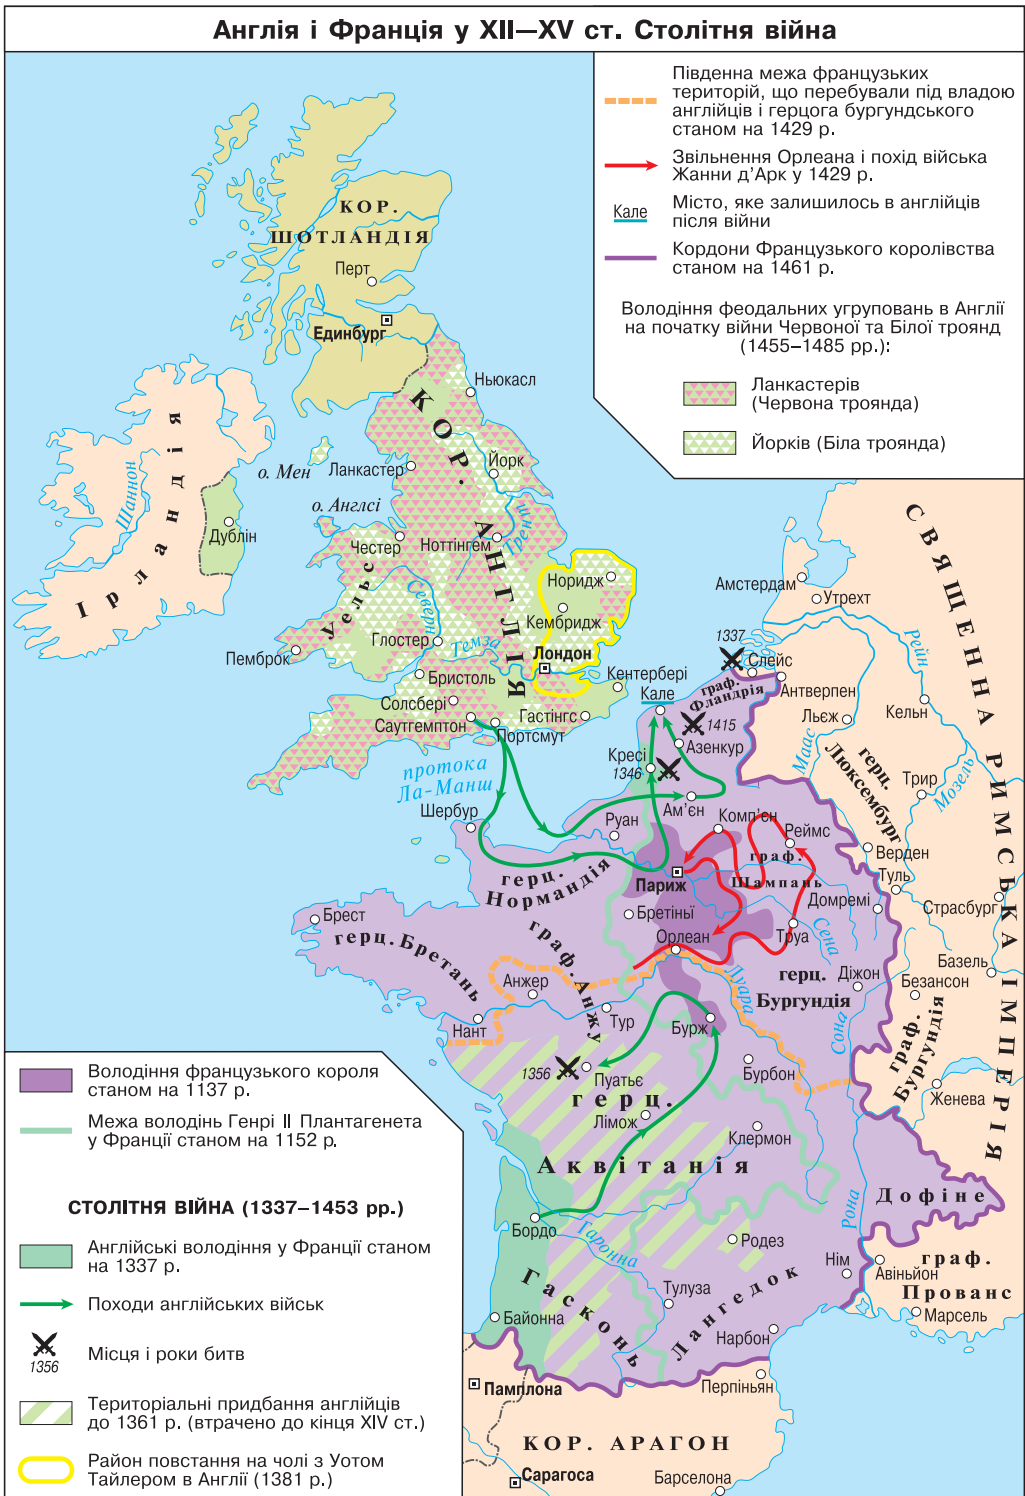 Англія і Франція у XII—XV ст. Столітня війна
Південна межа французьких
територій, що перебували під владою
англійців і герцога бургундського
станом на 1429 р.
Звільнення Орлеана і похід війська
Жанни д’Арк у 1429 р.
Кале
Місто, яке залишилось в англійців
після війни
Кордони Французького королівства
станом на 1461 р.
Володіння феодальних угруповань в Англії
на початку війни Червоної та Білої троянд
(1455–1485 рр.):
Ланкастерів
(Червона троянда)
Йорків (Біла троянда)
КОР.
ШОТЛАНДІЯ
Перт
Единбург
Ньюкасл
КОР. АНГЛІЯ
о. Мен
Ланкастер
Йорк
о. Англсі
Трент
Честер
Ноттінгем
Ірландія
Шаннон
Дублін
Уельс
Северн
Норидж
Кембридж
Глостер
Темза
Лондон
Пемброк
Бристоль
Кентербері
Солсбері
Саутгемптон
Гастінгс
Портсмут
протока
Ла-Манш
СВЯЩЕННА РИМСЬКА ІМПЕРІЯ
Амстердам
Утрехт
Рейн
1337
Слейс
граф.
Фландрія
Антверпен
Кале
Льєж
Кельн
1415
Азенкур
Маас
герц.
Люксембург
Кресі
1346
Трир
Мозель
Ам’єн
Шербур
Руан
Комп’єн
Реймс
Верден
герц.
Нормандія
Париж
граф.
Шампань
Туль
Домремі
Страсбург
Брест
герц. Бретань
Бретіньї
Орлеан
Труа
Сена
граф. Анжу
Анжер
Луара
герц.
Бургундія
Діжон
Базель
Безансон
Нант
Тур
Бурж
Сона
граф.
Бургундія
1356
Пуатьє
Бурбон
Женева
герц.
Аквітанія
Лімож
Клермон
Дофіне
Бордо
Гаронна
Рона
Родез
Нім
Авіньйон
граф.
Прованс
Гасконь
Тулуза
Лангедок
Марсель
Байонна
Нарбон
Памплона
Перпіньян
КОР. АРАГОН
Сарагоса
Барселона
Володіння французького короля
станом на 1137 р.
Межа володінь Генрі II Плантагенета
у Франції станом на 1152 р.
СТОЛІТНЯ ВІЙНА (1337–1453 рр.)
Англійські володіння у Франції станом
на 1337 р.
Походи англійських військ
1356
Місця і роки битв
Територіальні придбання англійців
до 1361 р. (втрачено до кінця XIV ст.)
Район повстання на чолі з Уотом
Тайлером в Англії (1381 р.)